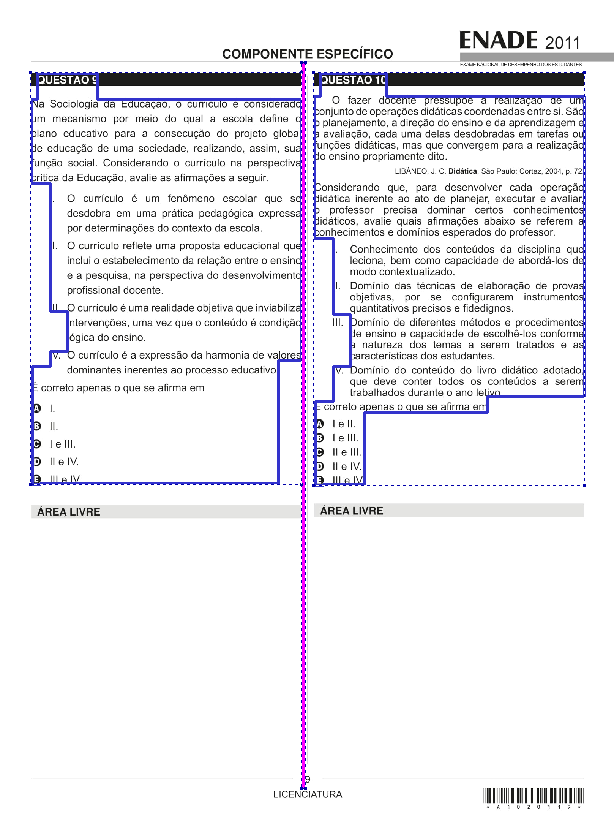 ENADE 2011
EXAME NACIONAL DE DESEMPENHO DOS ESTUDANTES
COMPONENTE ESPECÍFICO
QUESTÃO 9
Na Sociologia da Educação, o currículo é considerado
um mecanismo por meio do qual a escola define o
plano educativo para a consecução do projeto global
de educação de uma sociedade, realizando, assim, sua
função social. Considerando o currículo na perspectiva
crítica da Educação, avalie as afirmações a seguir.
I. O currículo é um fenômeno escolar que se
desdobra em uma prática pedagógica expressa
por determinações do contexto da escola.
II. O currículo reflete uma proposta educacional que
inclui o estabelecimento da relação entre o ensino
e a pesquisa, na perspectiva do desenvolvimento
profissional docente.
III. O currículo é uma realidade objetiva que inviabiliza
intervenções, uma vez que o conteúdo é condição
lógica do ensino.
IV. O currículo é a expressão da harmonia de valores
dominantes inerentes ao processo educativo.
É correto apenas o que se afirma em
A I.
B II.
C I e III.
D II e IV.
E III e IV.
ÁREA LIVRE
QUESTÃO 10
O fazer docente pressupõe a realização de um
conjunto de operações didáticas coordenadas entre si. São
o planejamento, a direção do ensino e da aprendizagem e
a avaliação, cada uma delas desdobradas em tarefas ou
funções didáticas, mas que convergem para a realização
do ensino propriamente dito.
LIBÂNEO, J. C. Didática. São Paulo: Cortez, 2004, p. 72.
Considerando que, para desenvolver cada operação
didática inerente ao ato de planejar, executar e avaliar,
o professor precisa dominar certos conhecimentos
didáticos, avalie quais afirmações abaixo se referem a
conhecimentos e domínios esperados do professor.
I. Conhecimento dos conteúdos da disciplina que
leciona, bem como capacidade de abordá-los de
modo contextualizado.
II. Domínio das técnicas de elaboração de provas
objetivas, por se configurarem instrumentos
quantitativos precisos e fidedignos.
III. Domínio de diferentes métodos e procedimentos
de ensino e capacidade de escolhê-los conforme
a natureza dos temas a serem tratados e as
características dos estudantes.
IV. Domínio do conteúdo do livro didático adotado,
que deve conter todos os conteúdos a serem
trabalhados durante o ano letivo.
É correto apenas o que se afirma em
A I e II.
B I e III.
C II e III.
D II e IV.
E III e IV.
ÁREA LIVRE
9
LICENCIATURA